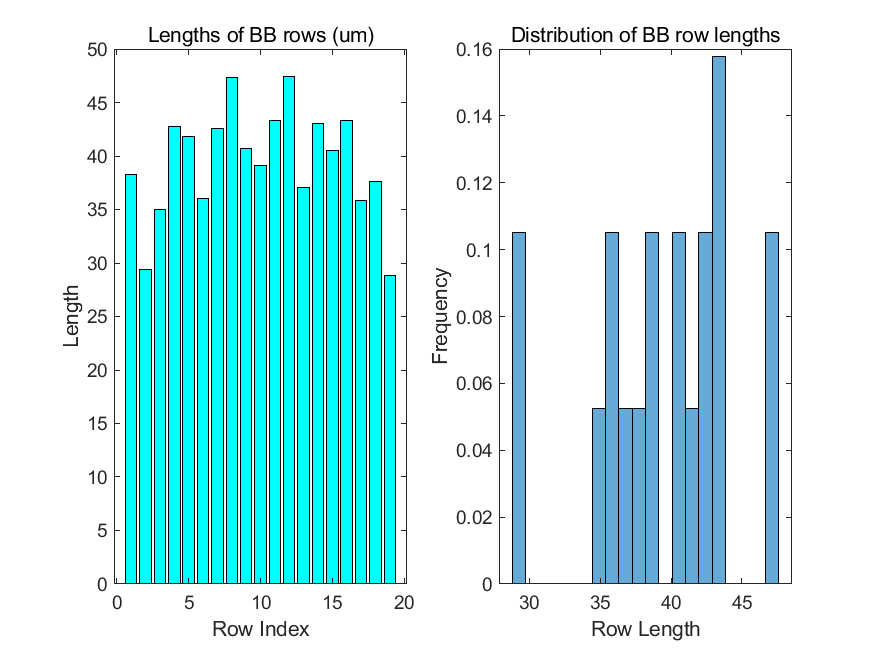 Lengths of BB rows (um)
50
45
40
35
30
25
20
15
10
5
0
Length
0 5 10 15 20
Row Index
Distribution of BB row lengths
0.16
0.14
0.12
0.1
0.08
0.06
0.04
0.02
0
Frequency
30 35 40 45
Row Length